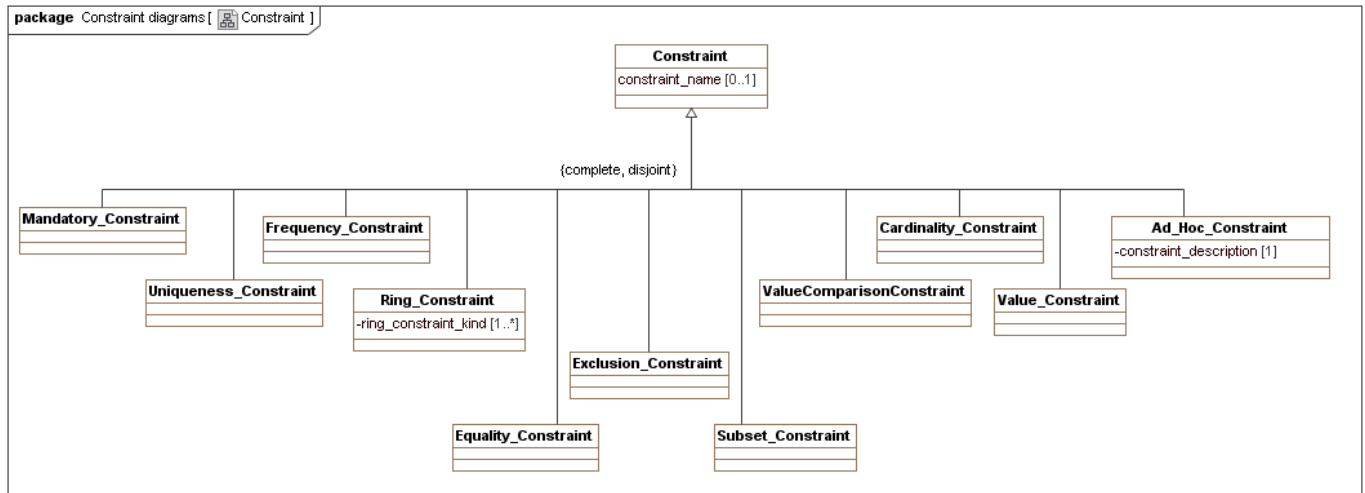 package Constraint diagrams [ Constraint ]
Constraint
constraint_name [0..1]
{complete, disjoint}
Mandatory_Constraint
Frequency_Constraint
Cardinality_Constraint
Ad_Hoc_Constraint
-constraint_description [1]
Uniqueness_Constraint
Ring_Constraint
-ring_constraint_kind [1..*]
ValueComparisonConstraint
Value_Constraint
Exclusion_Constraint
Equality_Constraint
Subset_Constraint